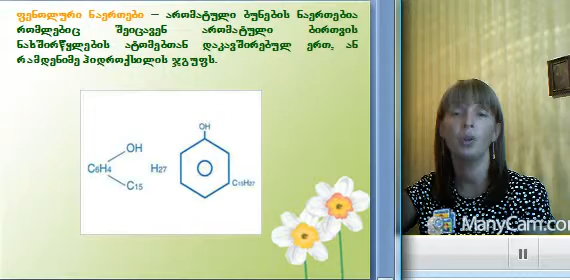 ფენოლური ნაერთები – არომატული ბუნების ნაერთებია
რომლებიც შეიცავენ არომატული ბირთვის
ნახშირწყლების ატომებთან დაკავშირებულ ერთ, ან
რამდენიმე ჰიდროქსილის ჯგუფს.
OH
OH
C6H4 H27
C15
C15H27
ManyCam.com